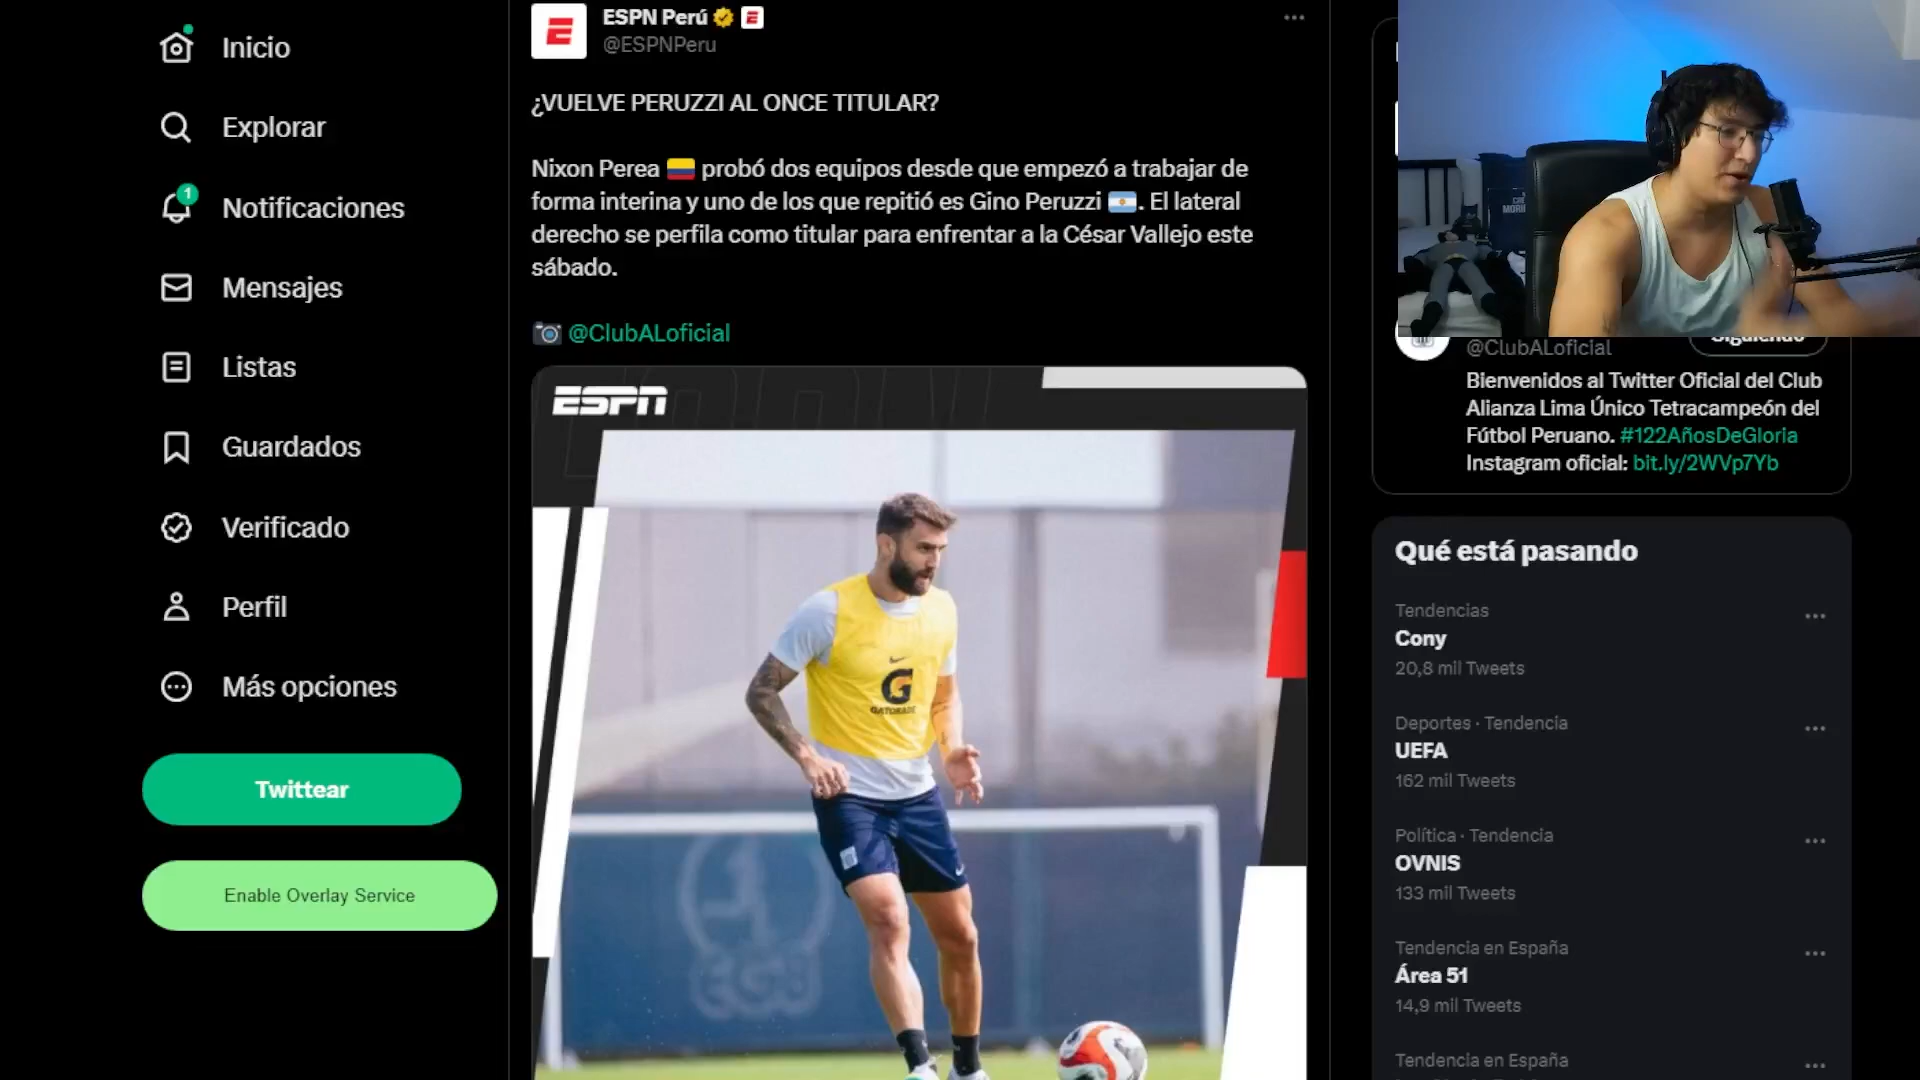 Inicio
Explorar
1
Notificaciones
Mensajes
Listas
Guardados
Verificado
Perfil
Más opciones
Twittear
Enable Overlay Service
ESPN Perú
@ESPNPeru
¿VUELVE PERUZZI AL ONCE TITULAR?
Nixon Perea 🇨🇴 probó dos equipos desde que empezó a trabajar de
forma interina y uno de los que repitió es Gino Peruzzi 🇦🇷. El lateral
derecho se perfila como titular para enfrentar a la César Vallejo este
sábado.
📷 @ClubALoficial
ESPN
G
GATORADE
@ClubALoficial
Siguiendo
Bienvenidos al Twitter Oficial del Club
Alianza Lima Único Tetracampeón del
Fútbol Peruano. #122AñosDeGloria
Instagram oficial: bit.ly/2WVp7Yb
Qué está pasando
Tendencias
Cony
20,8 mil Tweets
Deportes · Tendencia
UEFA
162 mil Tweets
Política · Tendencia
OVNIS
133 mil Tweets
Tendencia en España
Área 51
14,9 mil Tweets
Tendencia en España